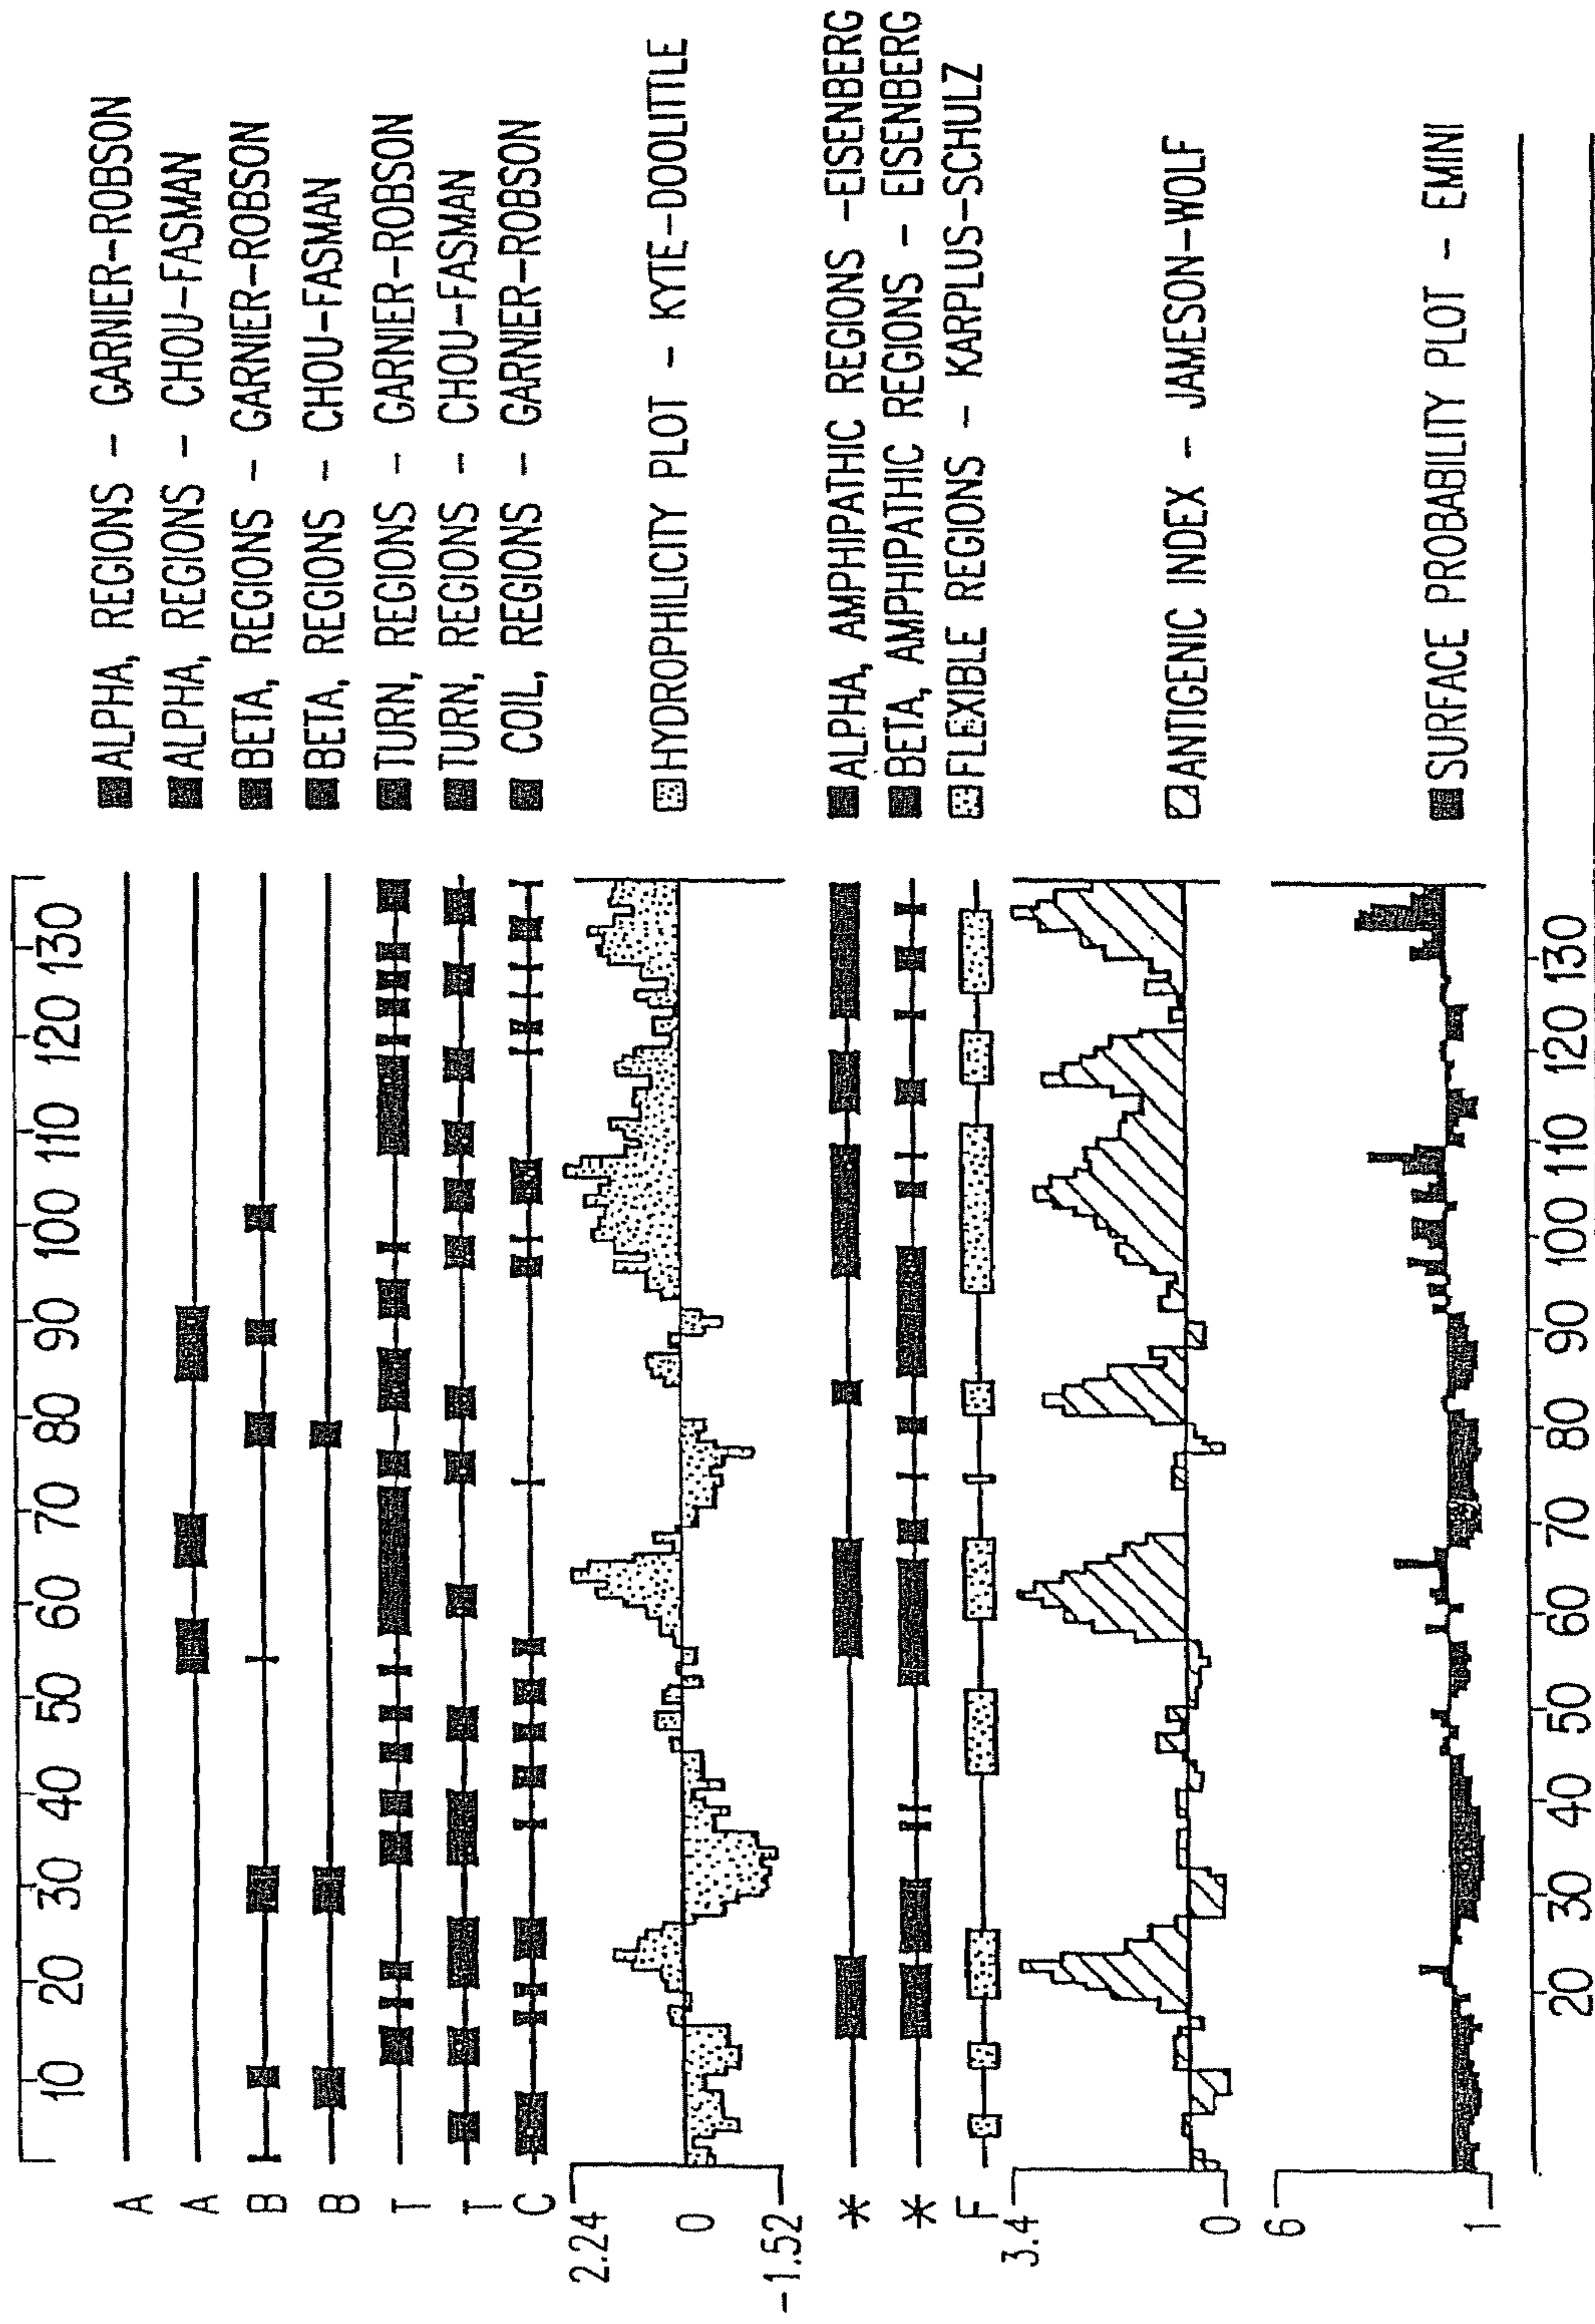 10 20 30 40 50 60 70 80 90 100 110 120 130
A ALPHA, REGIONS - GARNIER-ROBSON
A ALPHA, REGIONS - CHOU-FASMAN
B BETA, REGIONS - GARNIER-ROBSON
B BETA, REGIONS - CHOU-FASMAN
T TURN, REGIONS - GARNIER-ROBSON
T TURN, REGIONS - CHOU-FASMAN
C COIL, REGIONS - GARNIER-ROBSON
2.24
0 HYDROPHILICITY PLOT - KYTE-DOOLITTLE
-1.52
* ALPHA, AMPHIPATHIC REGIONS -EISENBERG
* BETA, AMPHIPATHIC REGIONS - EISENBERG
F FLEXIBLE REGIONS - KARPLUS-SCHULZ
3.4
ANTIGENIC INDEX - JAMESON-WOLF
0
6
SURFACE PROBABILITY PLOT - EMINI
1
20 30 40 50 60 70 80 90 100 110 120 130